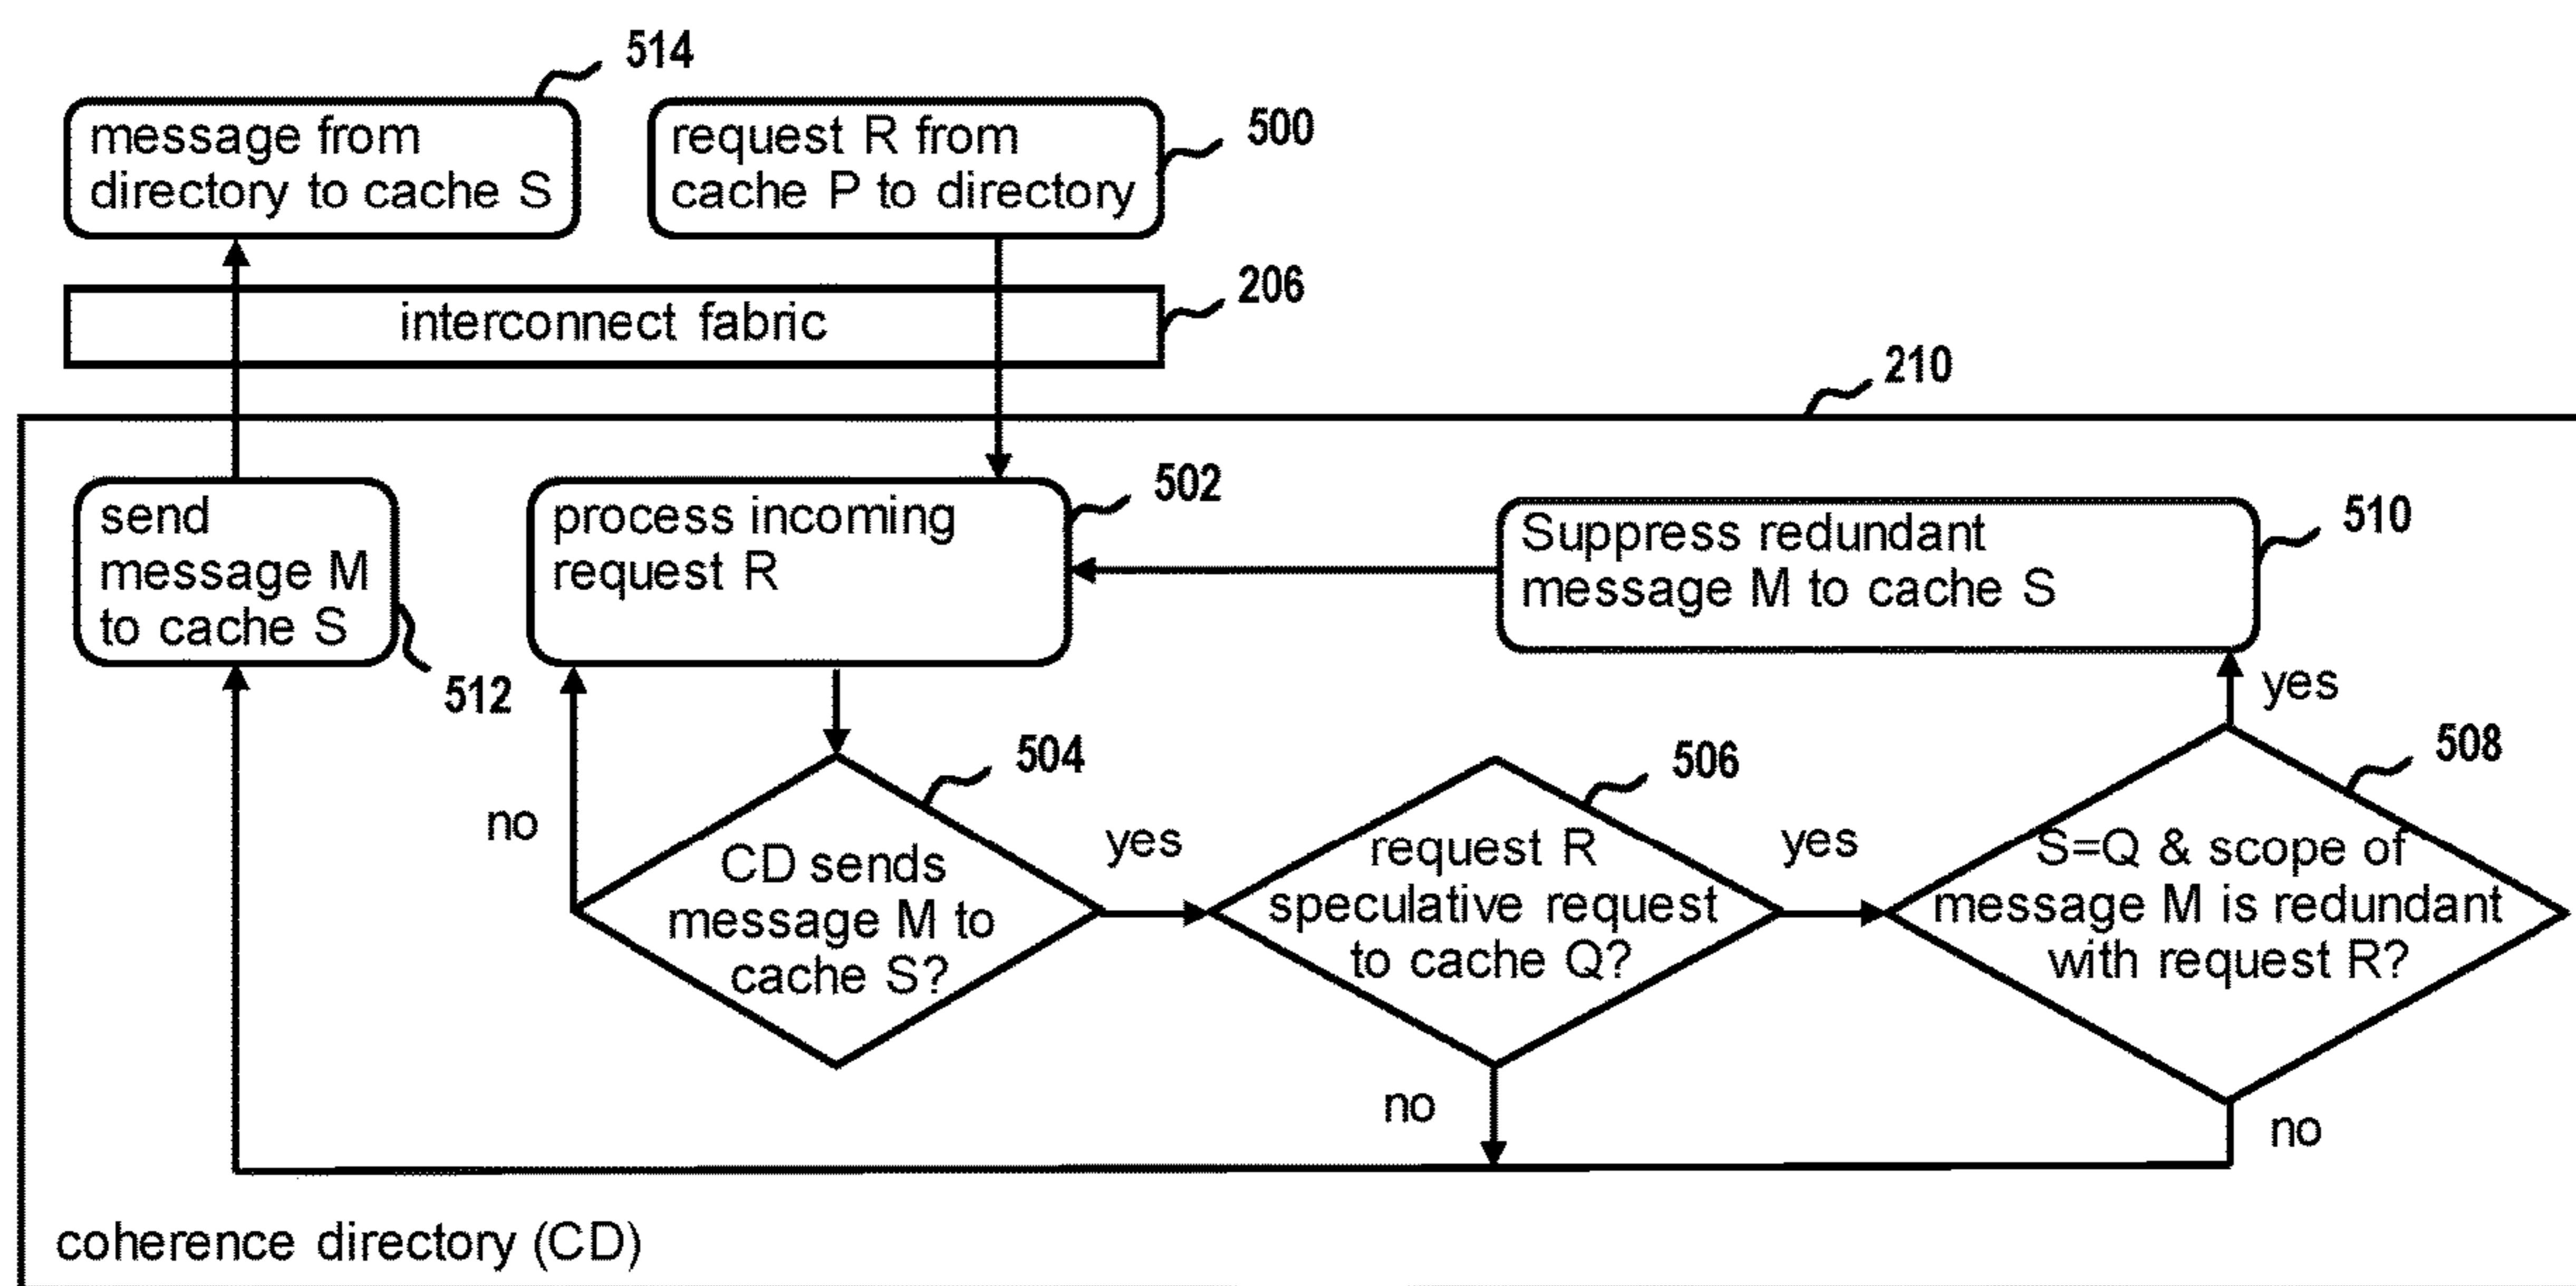 514
message from
directory to cache S
request R from
cache P to directory
500
interconnect fabric
206
210
send
message M
to cache S
512
process incoming
request R
502
Suppress redundant
message M to cache S
510
yes
no
504
CD sends
message M to
cache S?
yes
506
request R
speculative request
to cache Q?
yes
508
S=Q & scope of
message M is redundant
with request R?
no
no
coherence directory (CD)